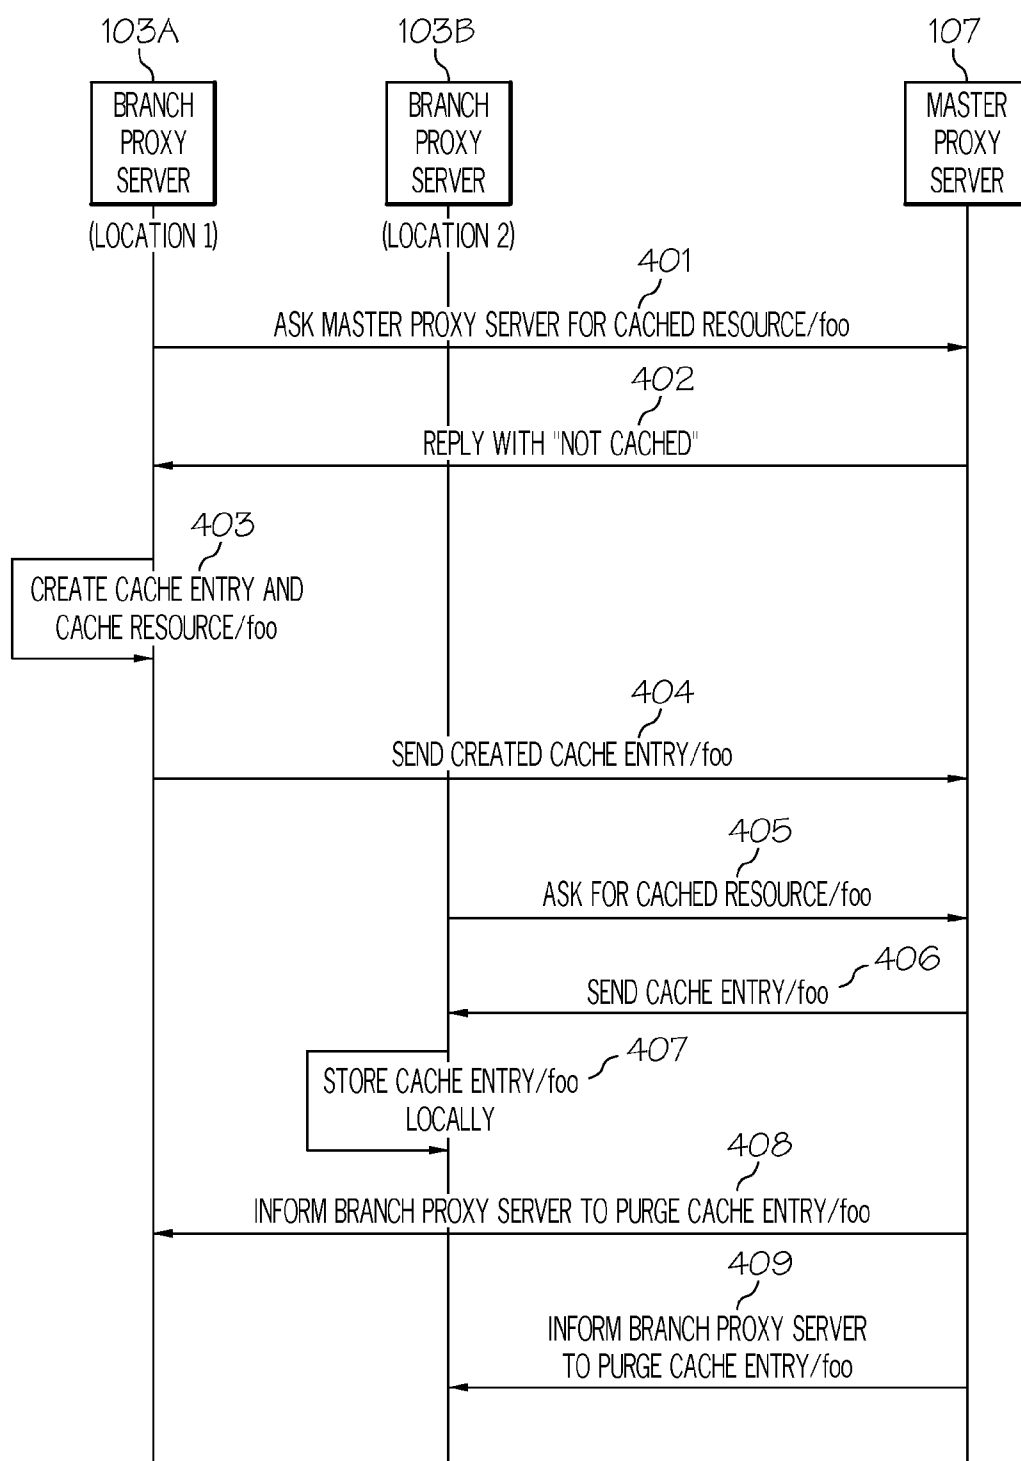 103A
103B
107
BRANCH
PROXY
SERVER
BRANCH
PROXY
SERVER
MASTER
PROXY
SERVER
(LOCATION 1)
(LOCATION 2)
401
ASK MASTER PROXY SERVER FOR CACHED RESOURCE/foo
402
REPLY WITH "NOT CACHED"
403
CREATE CACHE ENTRY AND
CACHE RESOURCE/foo
404
SEND CREATED CACHE ENTRY/foo
405
ASK FOR CACHED RESOURCE/foo
406
SEND CACHE ENTRY/foo
407
STORE CACHE ENTRY/foo
LOCALLY
408
INFORM BRANCH PROXY SERVER TO PURGE CACHE ENTRY/foo
409
INFORM BRANCH PROXY SERVER
TO PURGE CACHE ENTRY/foo